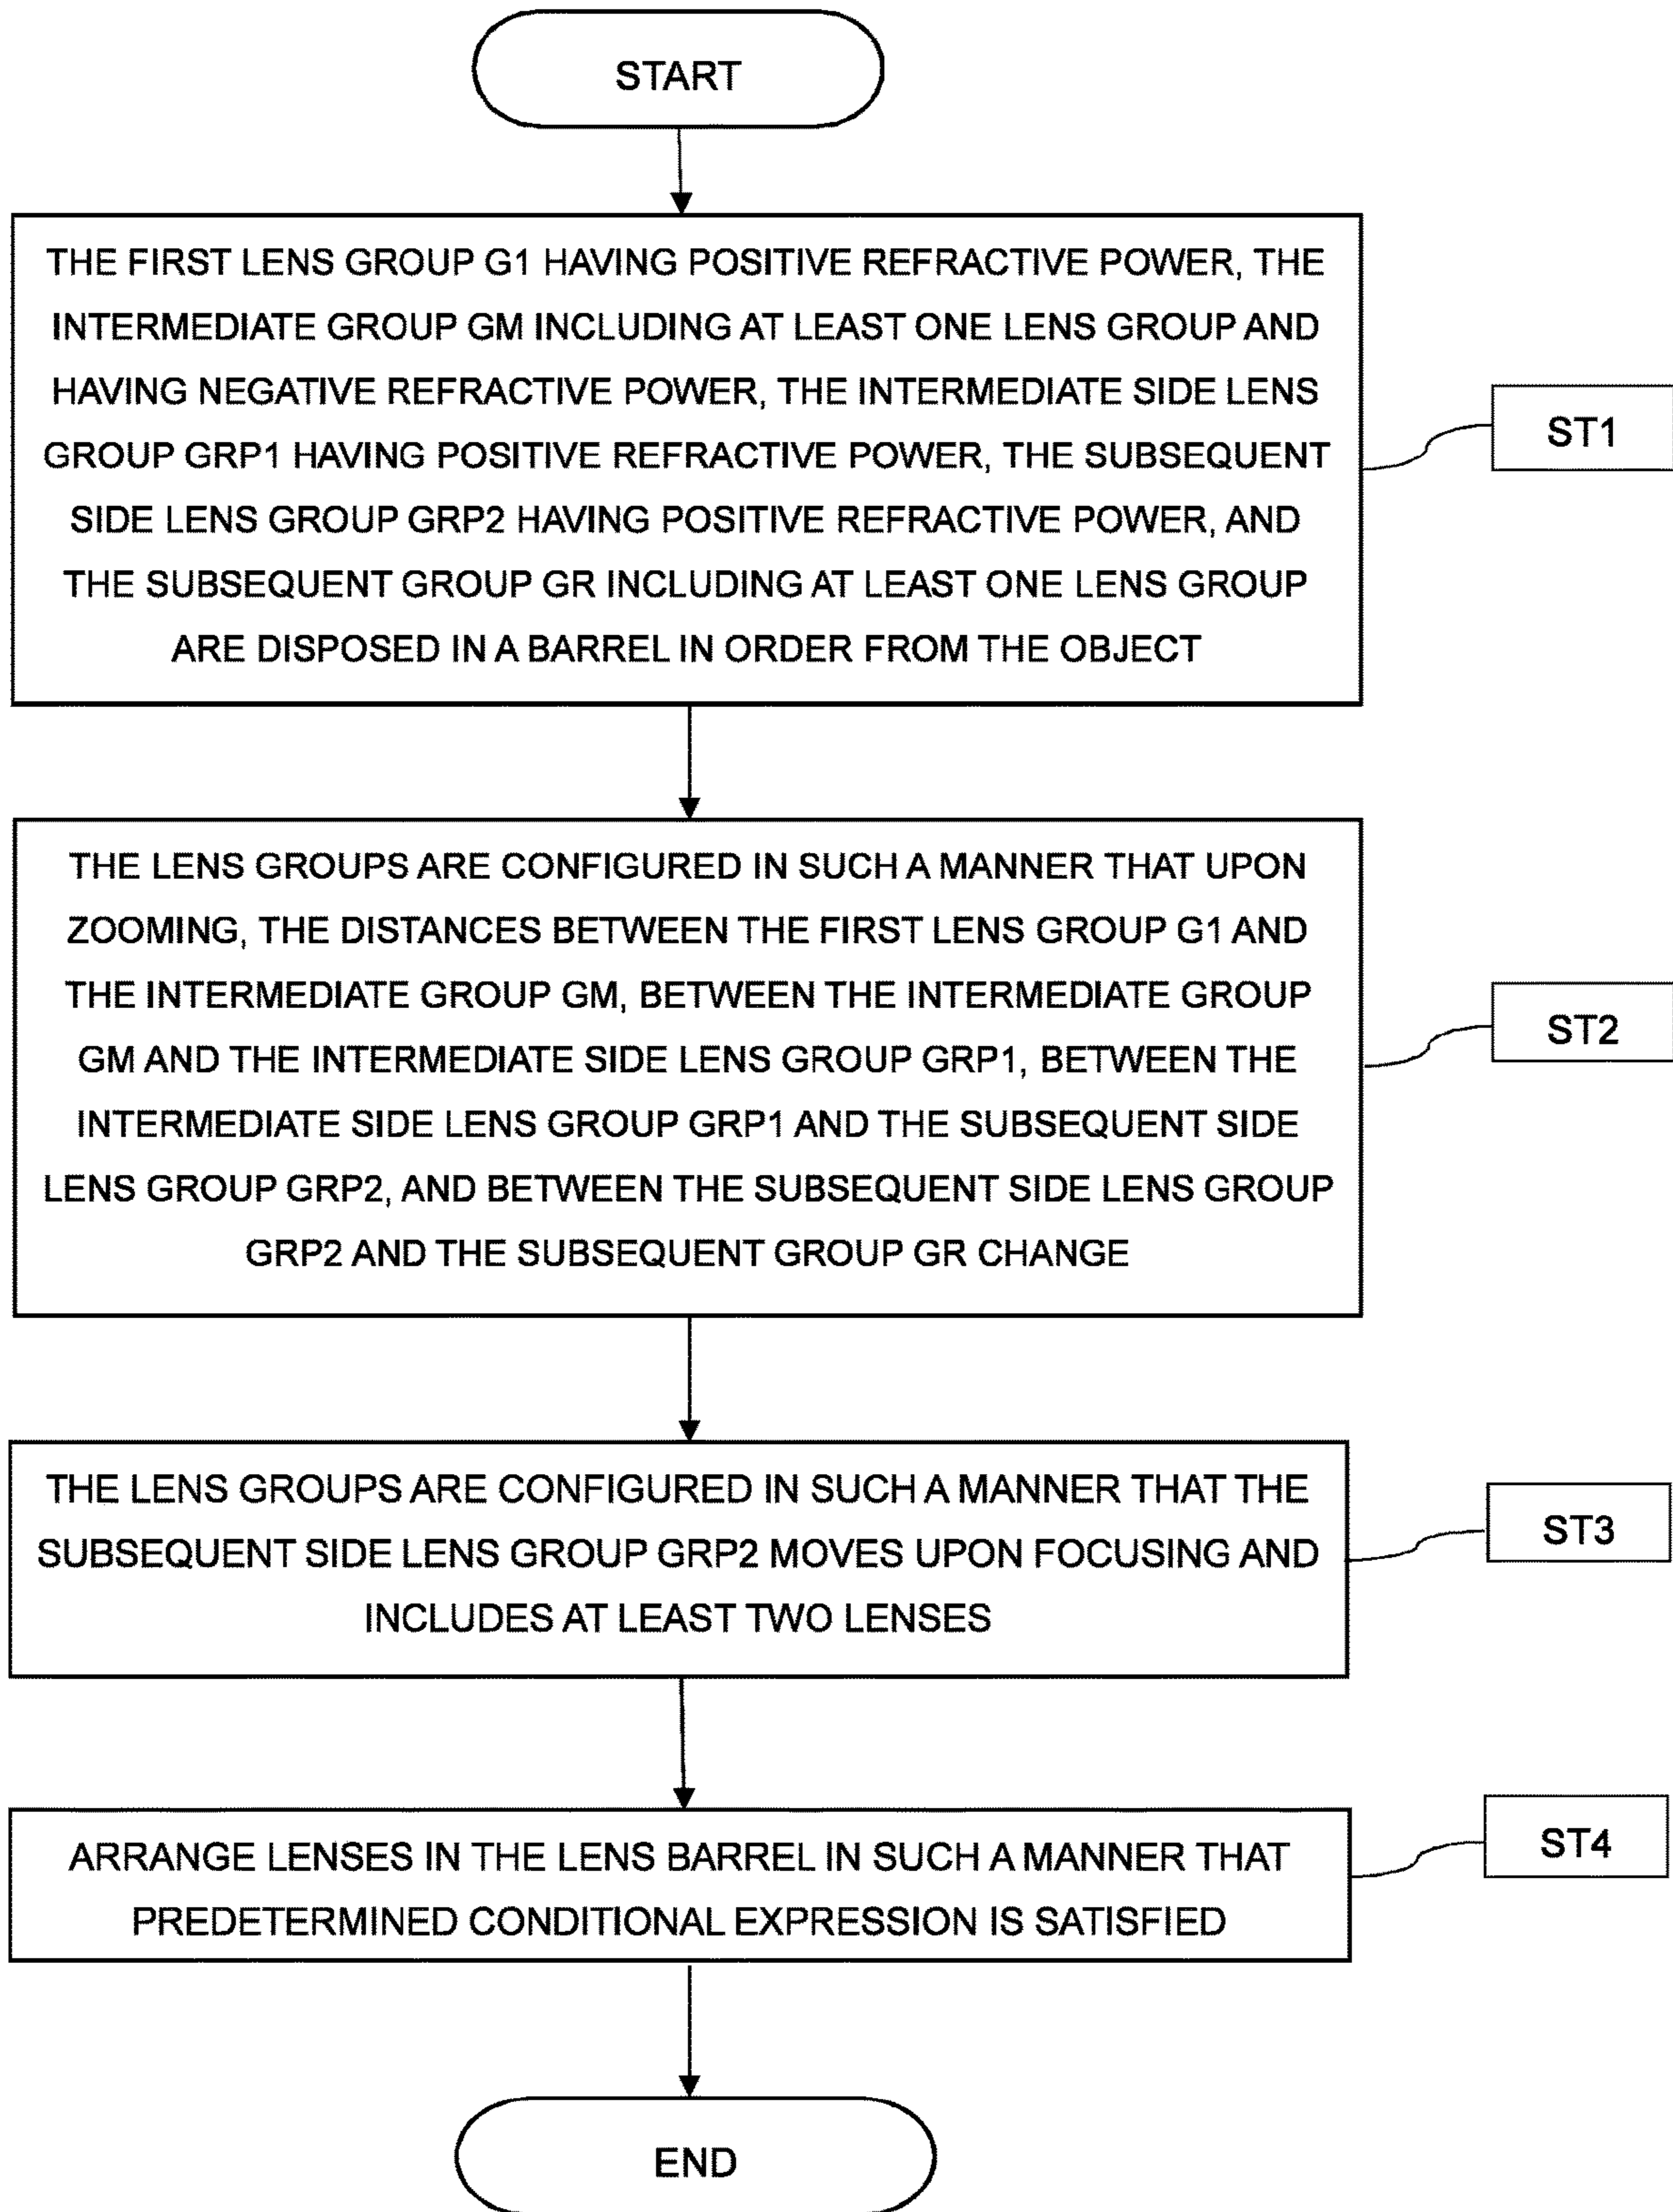 START
THE FIRST LENS GROUP G1 HAVING POSITIVE REFRACTIVE POWER, THE
INTERMEDIATE GROUP GM INCLUDING AT LEAST ONE LENS GROUP AND
HAVING NEGATIVE REFRACTIVE POWER, THE INTERMEDIATE SIDE LENS
GROUP GRP1 HAVING POSITIVE REFRACTIVE POWER, THE SUBSEQUENT
SIDE LENS GROUP GRP2 HAVING POSITIVE REFRACTIVE POWER, AND
THE SUBSEQUENT GROUP GR INCLUDING AT LEAST ONE LENS GROUP
ARE DISPOSED IN A BARREL IN ORDER FROM THE OBJECT
ST1
THE LENS GROUPS ARE CONFIGURED IN SUCH A MANNER THAT UPON
ZOOMING, THE DISTANCES BETWEEN THE FIRST LENS GROUP G1 AND
THE INTERMEDIATE GROUP GM, BETWEEN THE INTERMEDIATE GROUP
GM AND THE INTERMEDIATE SIDE LENS GROUP GRP1, BETWEEN THE
INTERMEDIATE SIDE LENS GROUP GRP1 AND THE SUBSEQUENT SIDE
LENS GROUP GRP2, AND BETWEEN THE SUBSEQUENT SIDE LENS GROUP
GRP2 AND THE SUBSEQUENT GROUP GR CHANGE
ST2
THE LENS GROUPS ARE CONFIGURED IN SUCH A MANNER THAT THE
SUBSEQUENT SIDE LENS GROUP GRP2 MOVES UPON FOCUSING AND
INCLUDES AT LEAST TWO LENSES
ST3
ARRANGE LENSES IN THE LENS BARREL IN SUCH A MANNER THAT
PREDETERMINED CONDITIONAL EXPRESSION IS SATISFIED
ST4
END